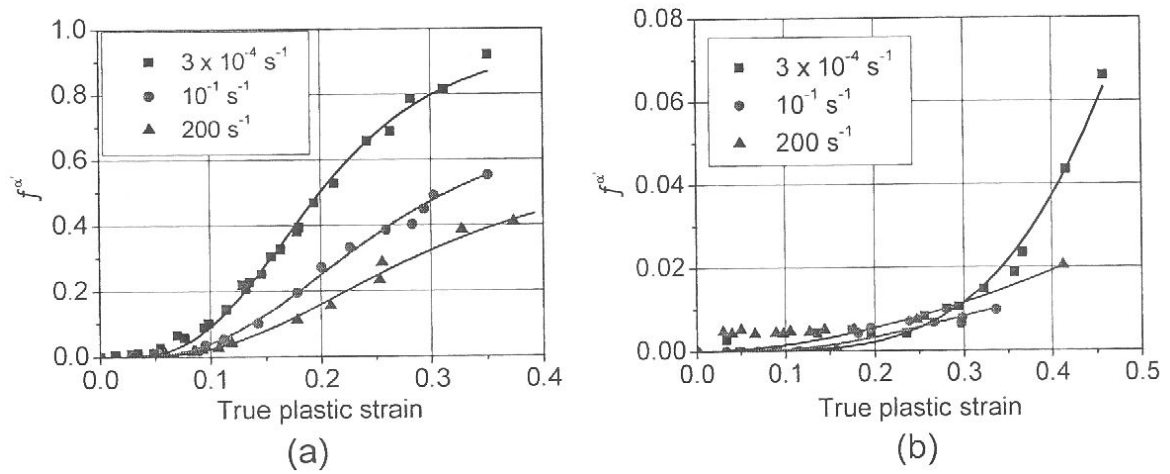 1.0
0.8
0.6
0.4
0.2
0.0
f^α'
3 x 10⁻⁴ s⁻¹
10⁻¹ s⁻¹
200 s⁻¹
0.0 0.1 0.2 0.3 0.4
True plastic strain
(a)
0.08
0.06
0.04
0.02
0.00
f^α'
3 x 10⁻⁴ s⁻¹
10⁻¹ s⁻¹
200 s⁻¹
0.0 0.1 0.2 0.3 0.4 0.5
True plastic strain
(b)